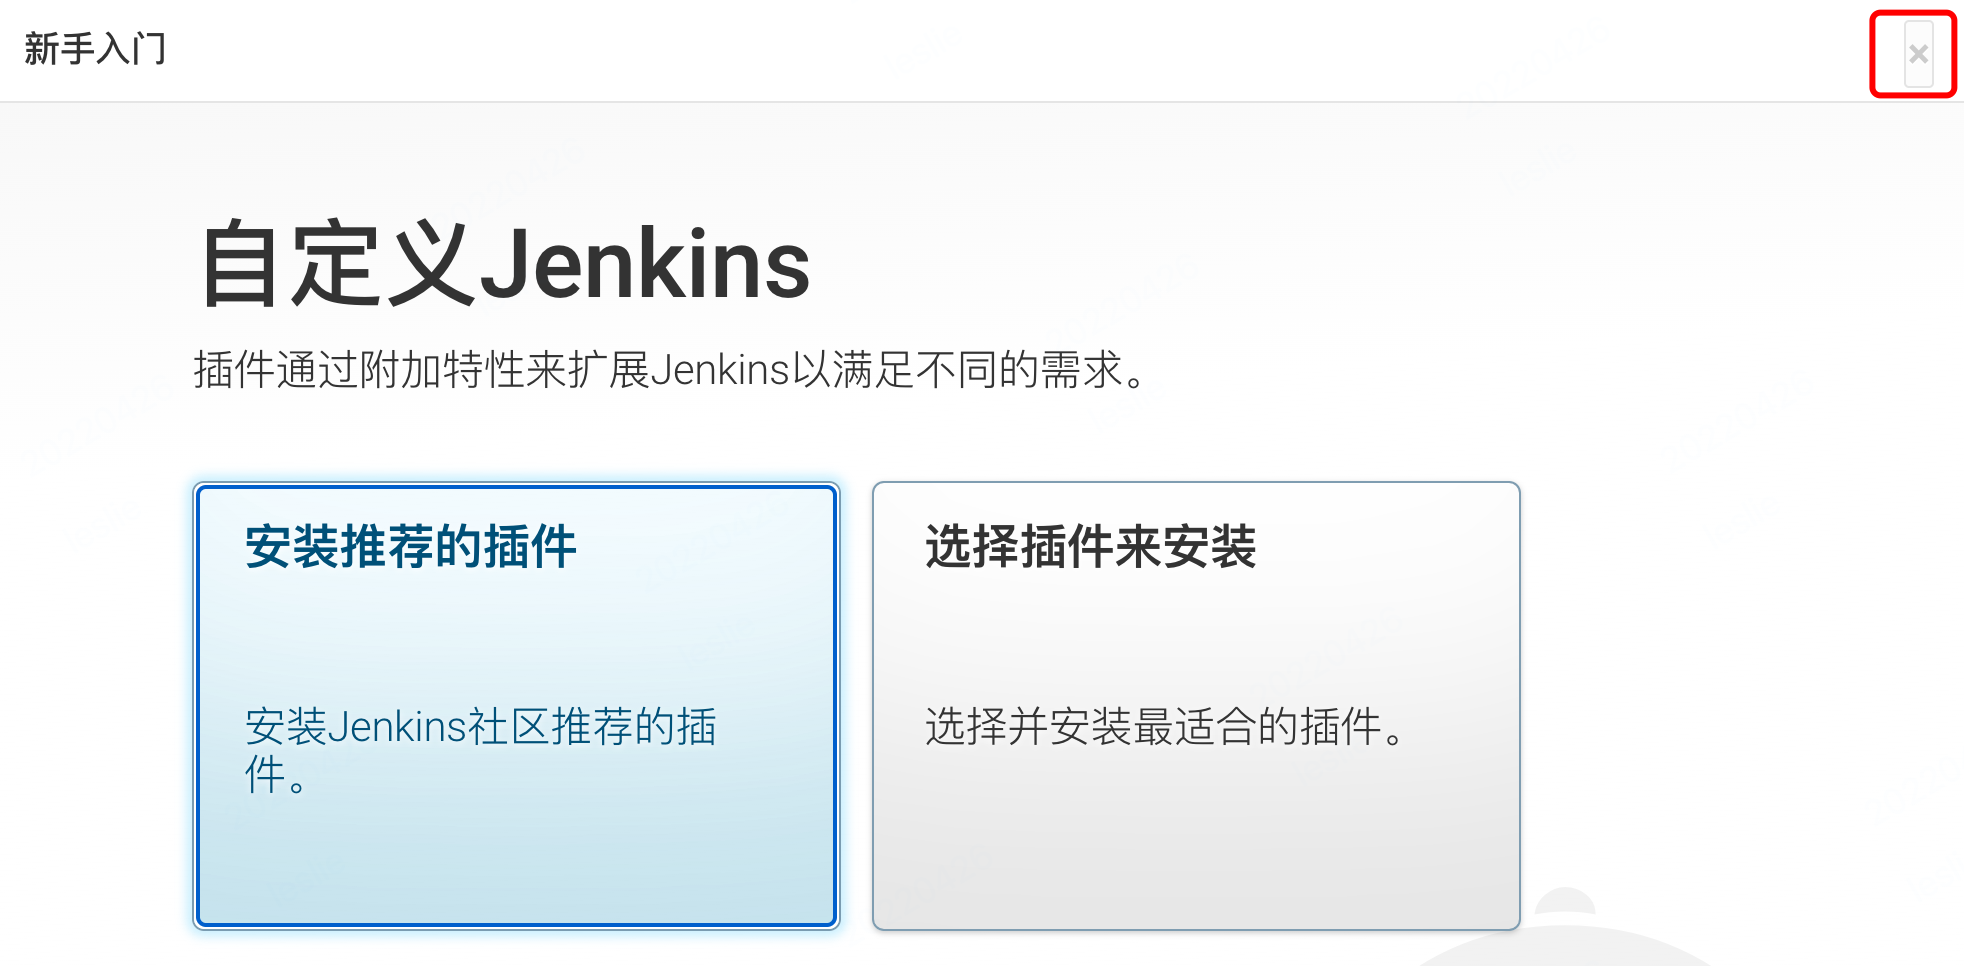 新手入门
×
自定义Jenkins
插件通过附加特性来扩展Jenkins以满足不同的需求。
安装推荐的插件
安装Jenkins社区推荐的插
件。
选择插件来安装
选择并安装最适合的插件。